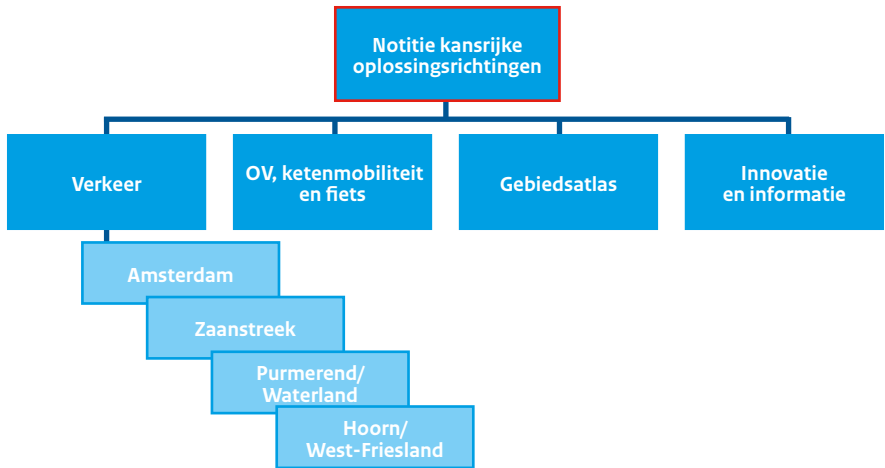 Notitie kansrijke
oplossingsrichtingen
Verkeer
OV, ketenmobiliteit
en fiets
Gebiedsatlas
Innovatie
en informatie
Amsterdam
Zaanstreek
Purmerend/
Waterland
Hoorn/
West-Friesland